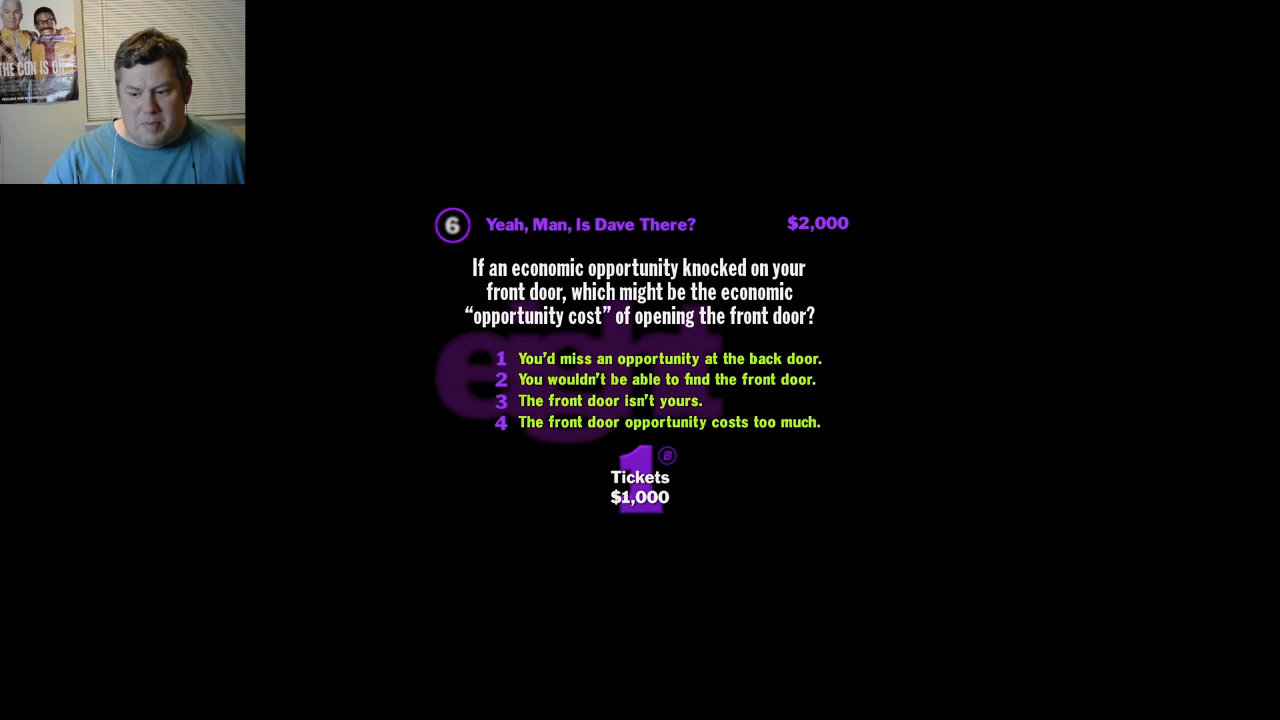 THE CON IS ON
6 Yeah, Man, Is Dave There? $2,000
If an economic opportunity knocked on your
front door, which might be the economic
“opportunity cost” of opening the front door?
eight
1 You'd miss an opportunity at the back door.
2 You wouldn't be able to find the front door.
3 The front door isn't yours.
4 The front door opportunity costs too much.
1 B
Tickets
$1,000